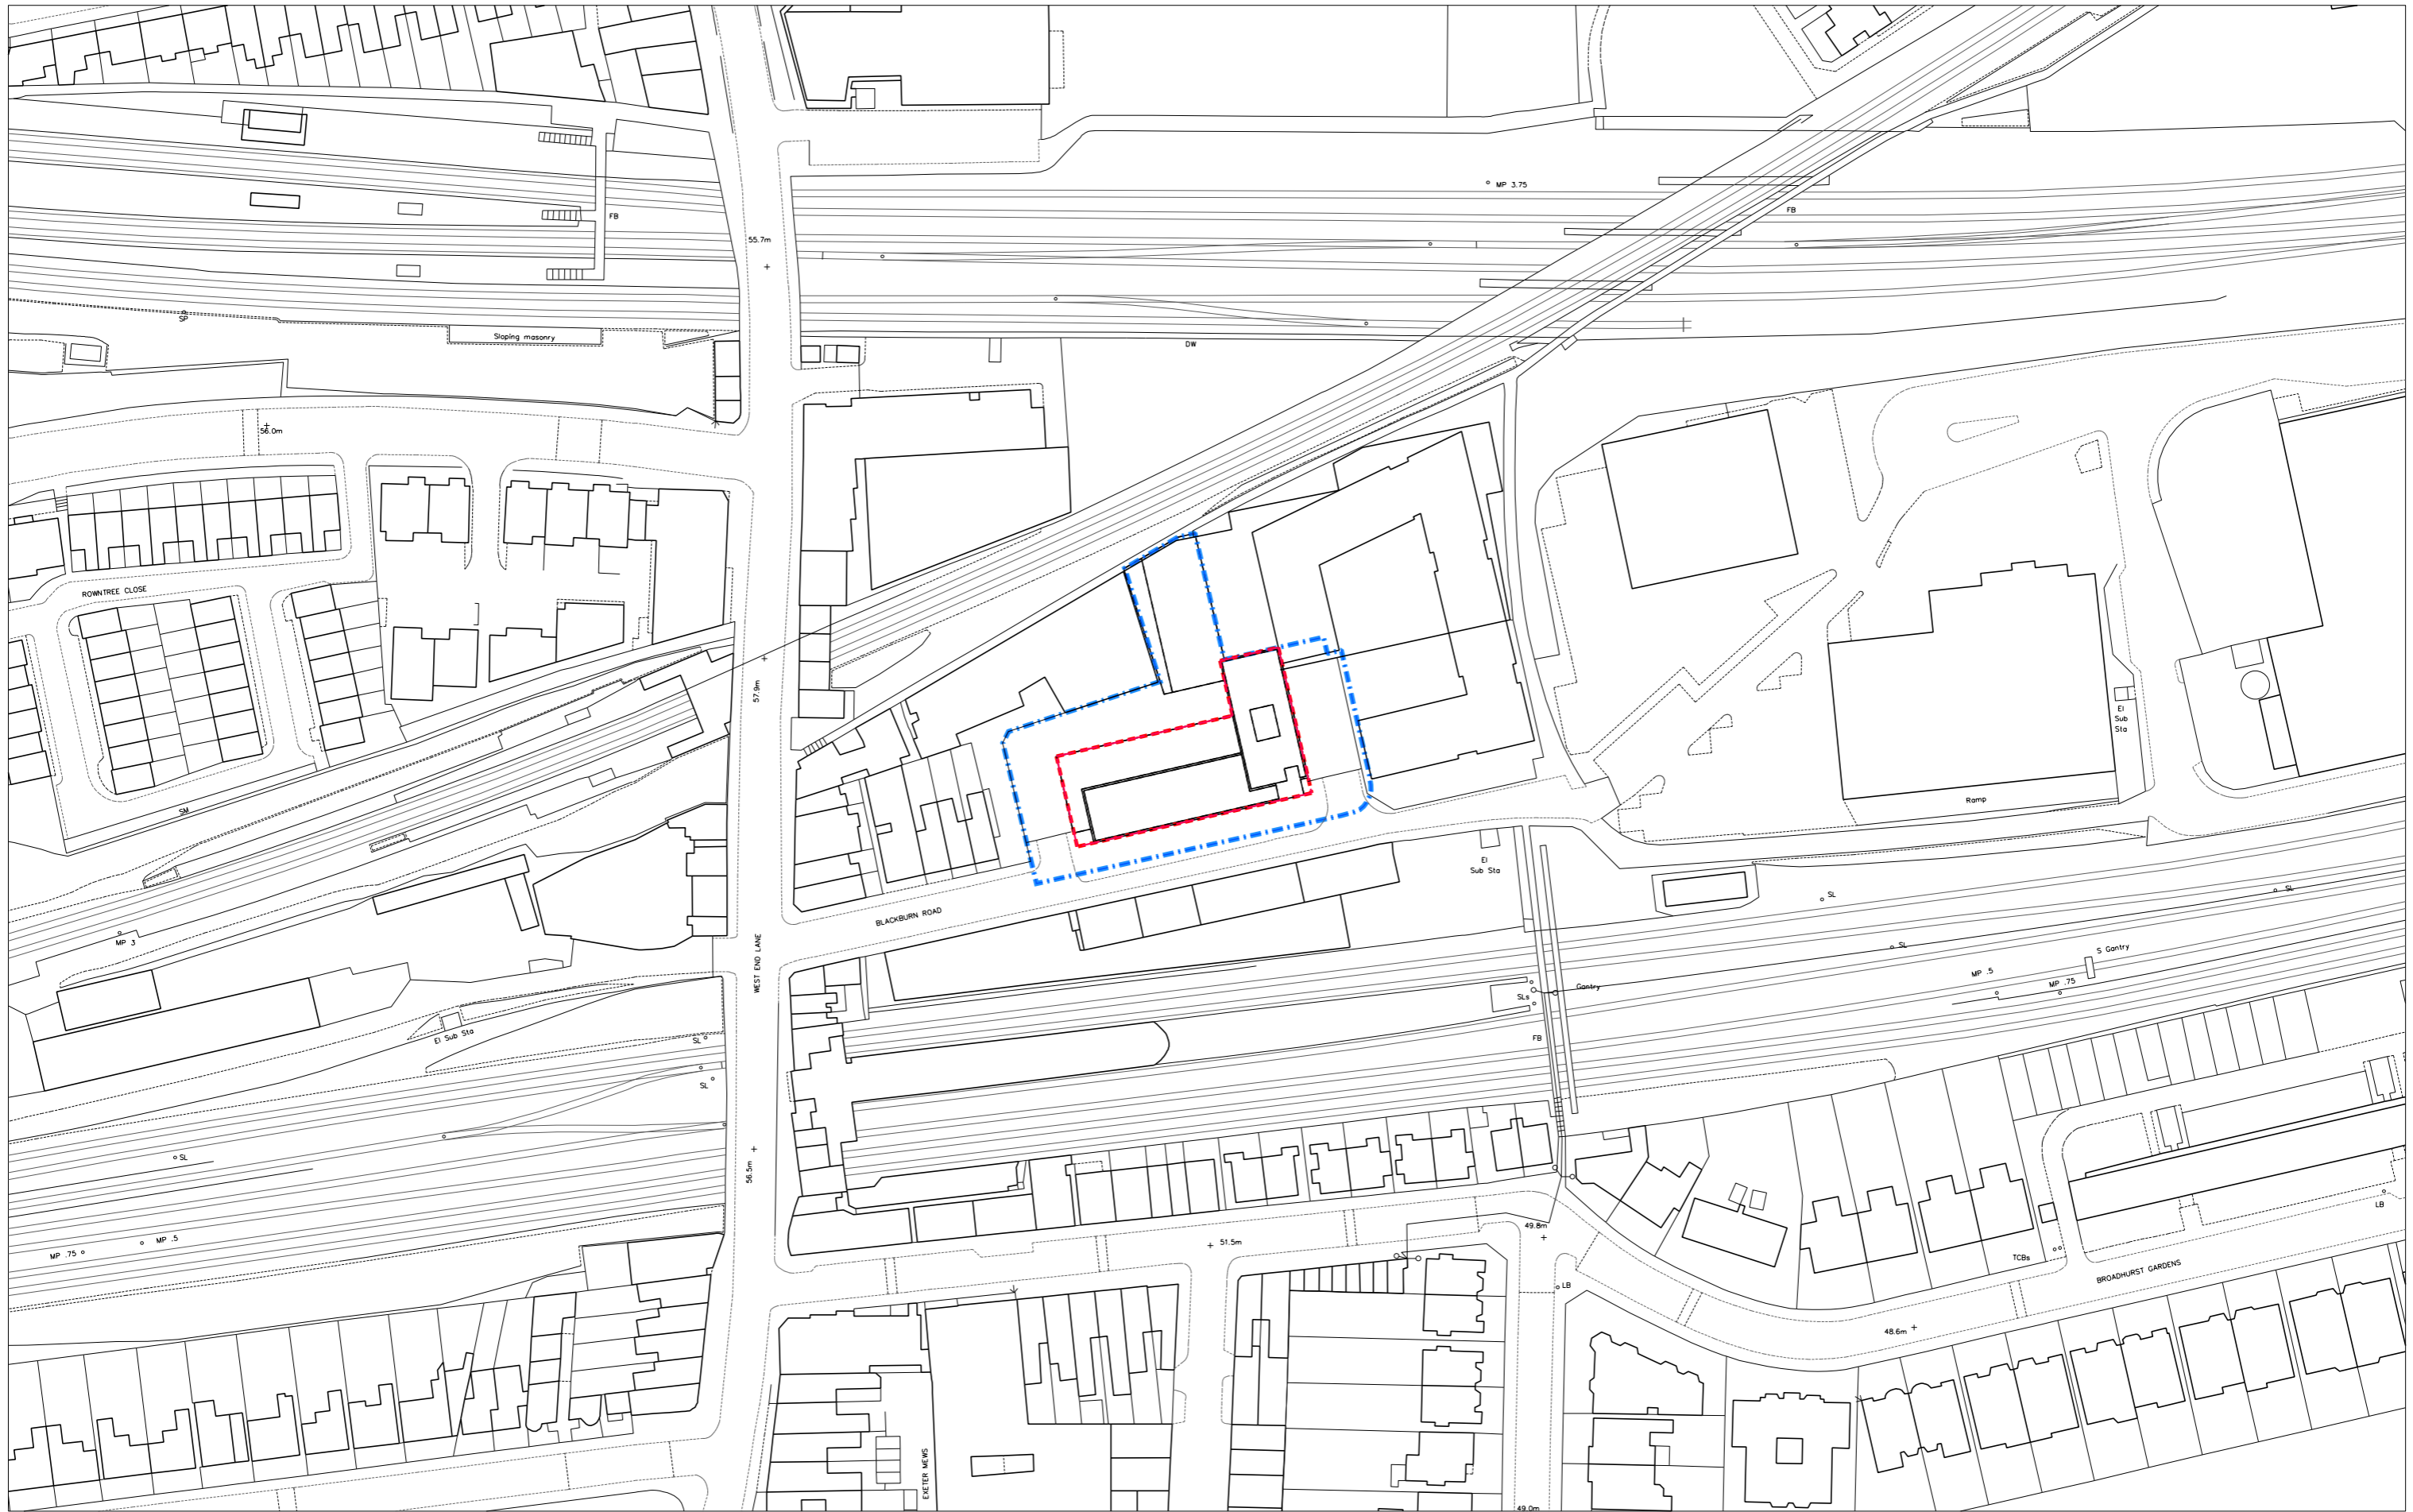 MP 3.75
FB
FB
55.7m
SP
Sloping masonry
DW
56.0m
ROWNTREE CLOSE
57.9m
El
Sub
Sta
SM
Ramp
El
Sub Sta
SL
SL
BLACKBURN ROAD
MP 3
WEST END LANE
SL
S Gantry
MP .5
MP .75
Gantry
SLs
El Sub Sta
SL
FB
SL
SL
56.5m
LB
49.8m
51.5m
MP .5
MP .75
TCBs
BROADHURST GARDENS
LB
48.6m
EXETER MEWS
49.0m